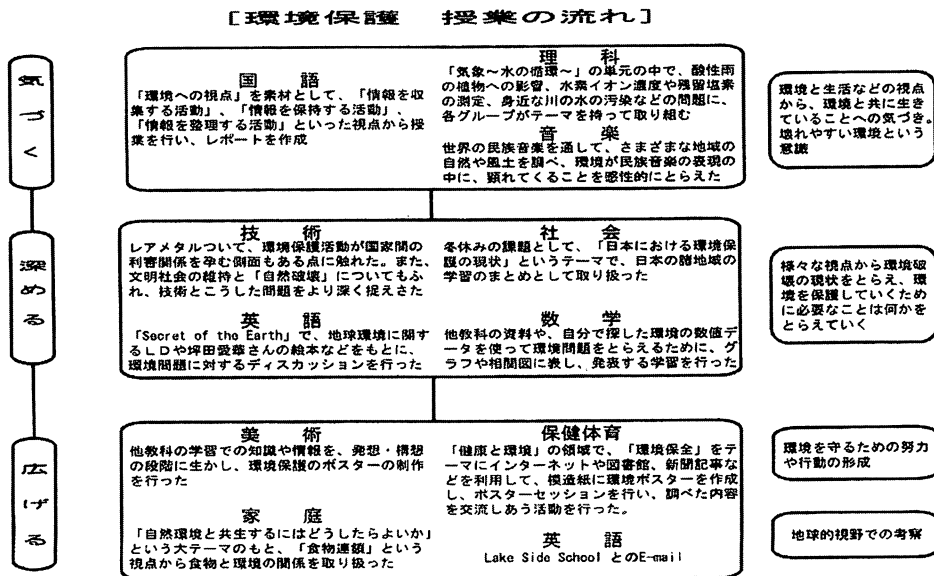 ［環境保護　授業の流れ］
気づく
国語
「環境への視点」を素材として、「情報を収
集する活動」、「情報を保持する活動」、
「情報を整理する活動」といった視点から授
業を行い、レポートを作成
理科
「気象～水の循環～」の単元の中で、酸性雨
の植物への影響、水素イオン濃度や残留塩素
の測定、身近な川の水の汚染などの問題に、
各グループがテーマを持って取り組む
音楽
世界の民族音楽を通して、さまざまな地域の
自然や風土を調べ、環境が民族音楽の表現の
中に、顕れてくることを感性的にとらえた
環境と生活などの視点
から、環境と共に生き
ていることへの気づき。
壊れやすい環境という
意識
深める
技術
レアメタルついて、環境保護活動が国家間の
利害関係を孕む側面もある点に触れた。また、
文明社会の維持と「自然破壊」についてもふ
れ、技術とこうした問題をより深く捉えさた
社会
冬休みの課題として、「日本における環境保
護の現状」というテーマで、日本の諸地域の
学習のまとめとして取り扱った
英語
「Secret of the Earth」で、地球環境に関す
るＬＤや坪田愛華さんの絵本などをもとに、
環境問題に対するディスカッションを行った
数学
他教科の資料や、自分で探した環境の数値デ
ータを使って環境問題をとらえるために、グ
ラフや相関図に表し、発表する学習を行った
様々な視点から環境破
壊の現状をとらえ、環
境を保護していくため
に必要なことは何かを
とらえていく
広げる
美術
他教科の学習での知識や情報を、発想・構想
の段階に生かし、環境保護のポスターの制作
を行った
保健体育
「健康と環境」の領域で、「環境保全」をテ
ーマにインターネットや図書館、新聞記事な
どを利用して、模造紙に環境ポスターを作成
し、ポスターセッションを行い、調べた内容
を交流しあう活動を行った。
家庭
「自然環境と共生するにはどうしたらよいか」
という大テーマのもと、「食物連鎖」という
視点から食物と環境の関係を取り扱った
英語
Lake Side School とのE-mail
環境を守るための努力
や行動の形成
地球的視野での考察